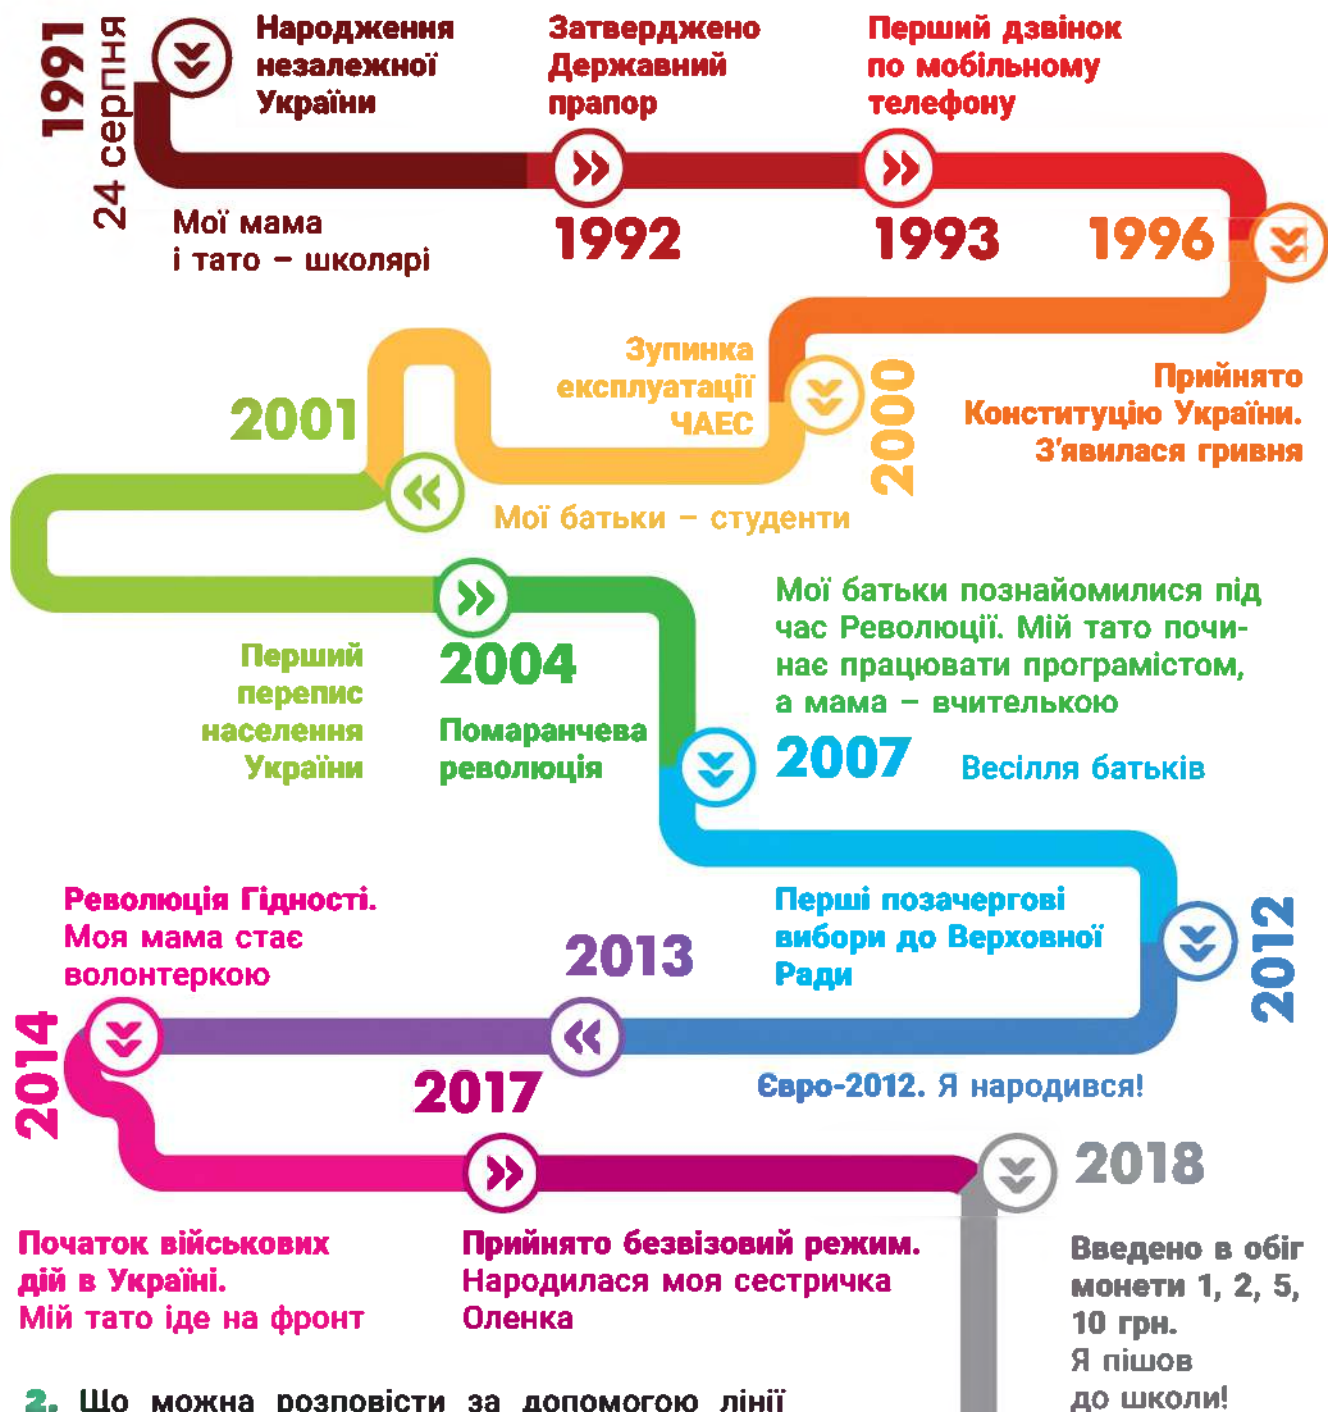 1991
24 серпня
Народження
незалежної
України
Мої мама
і тато – школярі
Затверджено
Державний
прапор
1992
Перший дзвінок
по мобільному
телефону
1993
1996
Прийнято
Конституцію України.
З'явилася гривня
Зупинка
експлуатації
ЧАЕС
2000
Мої батьки – студенти
2001
Перший
перепис
населення
України
2004
Помаранчева
революція
Мої батьки познайомилися під
час Революції. Мій тато почи-
нає працювати програмістом,
а мама – вчителькою
2007
Весілля батьків
Перші позачергові
вибори до Верховної
Ради
2012
Євро-2012. Я народився!
2013
Революція Гідності.
Моя мама стає
волонтеркою
2014
Початок військових
дій в Україні.
Мій тато іде на фронт
2017
Прийнято безвізовий режим.
Народилася моя сестричка
Оленка
2018
Введено в обіг
монети 1, 2, 5,
10 грн.
Я пішов
до школи!
2. Що можна розповісти за допомогою лінії